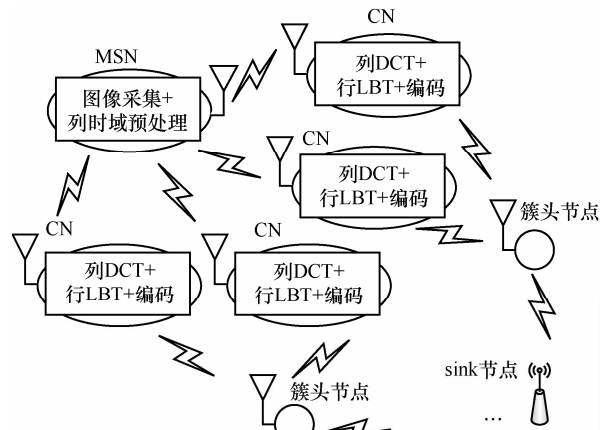 CN
MSN
图像采集+
列时域预处理
列DCT+
行LBT+编码
CN
列DCT+
行LBT+编码
簇头节点
CN
列DCT+
行LBT+编码
CN
列DCT+
行LBT+编码
sink节点
簇头节点
...